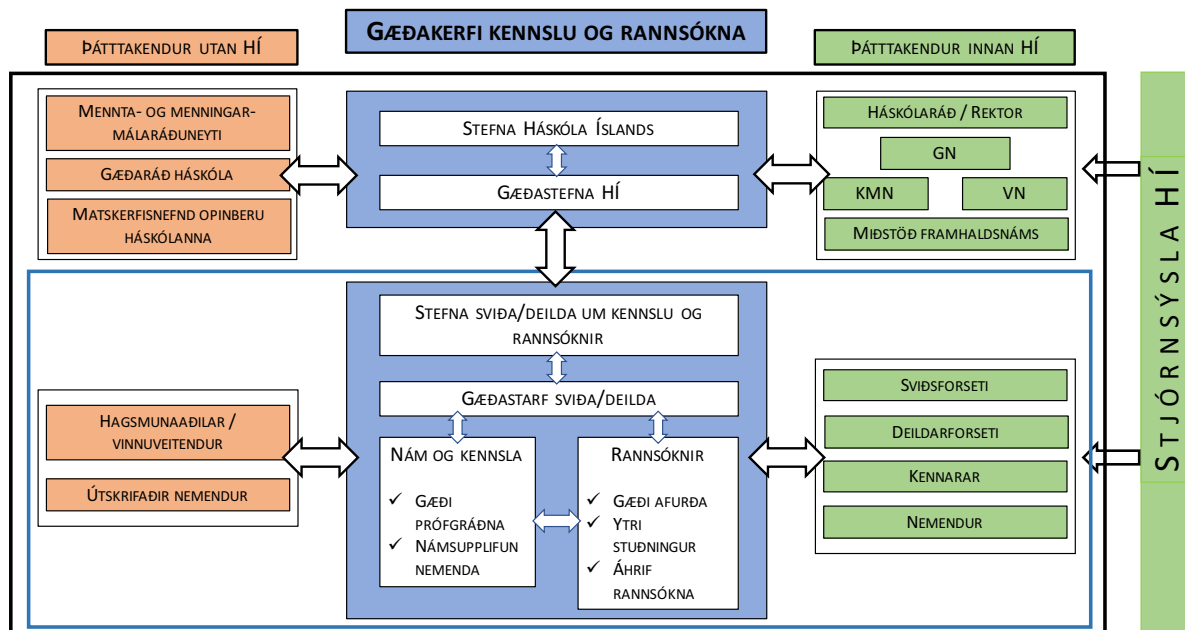 GÆÐAKERFI KENNSLU OG RANNSÓKNA
ÞÁTTTAKENDUR UTAN HÍ
ÞÁTTTAKENDUR INNAN HÍ
MENNTA- OG MENNINGAR-
MÁLARÁÐUNEYTI
GÆÐARÁÐ HÁSKÓLA
MATSKERFISNEFND OPINBERU
HÁSKÓLANNA
STEFNA HÁSKÓLA ÍSLANDS
GÆÐASTEFNA HÍ
HÁSKÓLARÁÐ / REKTOR
GN
KMN
VN
MIÐSTÖÐ FRAMHALDSNÁMS
STJÓRNSÝSLA HÍ
HAGSMUNAAÐILAR /
VINNUVEITENDUR
ÚTSKRIFAÐIR NEMENDUR
STEFNA SVIÐA/DEILDA UM KENNSLU OG
RANNSÓKNIR
GÆÐASTARF SVIÐA/DEILDA
NÁM OG KENNSLA
✓ GÆÐI
PRÓFGRÁÐNA
✓ NÁMSUPPLIFUN
NEMENDA
RANNSÓKNIR
✓ GÆÐI AFURÐA
✓ YTRI
STUÐNINGUR
✓ ÁHRIF
RANNSÓKNA
SVIÐSFORSETI
DEILDARFORSETI
KENNARAR
NEMENDUR